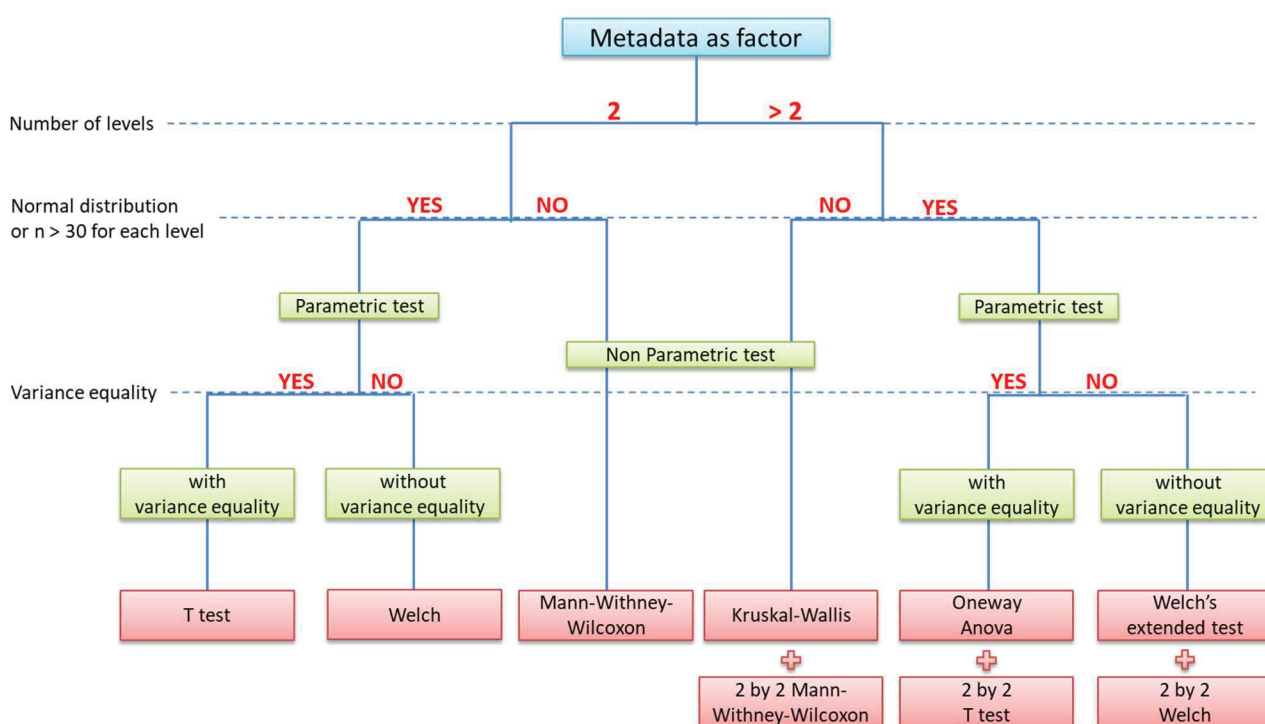 Metadata as factor
2
> 2
Number of levels
Normal distribution
or n > 30 for each level
YES
NO
NO
YES
Parametric test
Parametric test
Non Parametric test
Variance equality
YES
NO
YES
NO
with
variance equality
without
variance equality
with
variance equality
without
variance equality
T test
Welch
Mann-Withney-
Wilcoxon
Kruskal-Wallis
Oneway
Anova
Welch's
extended test
2 by 2 Mann-
Withney-Wilcoxon
2 by 2
T test
2 by 2
Welch